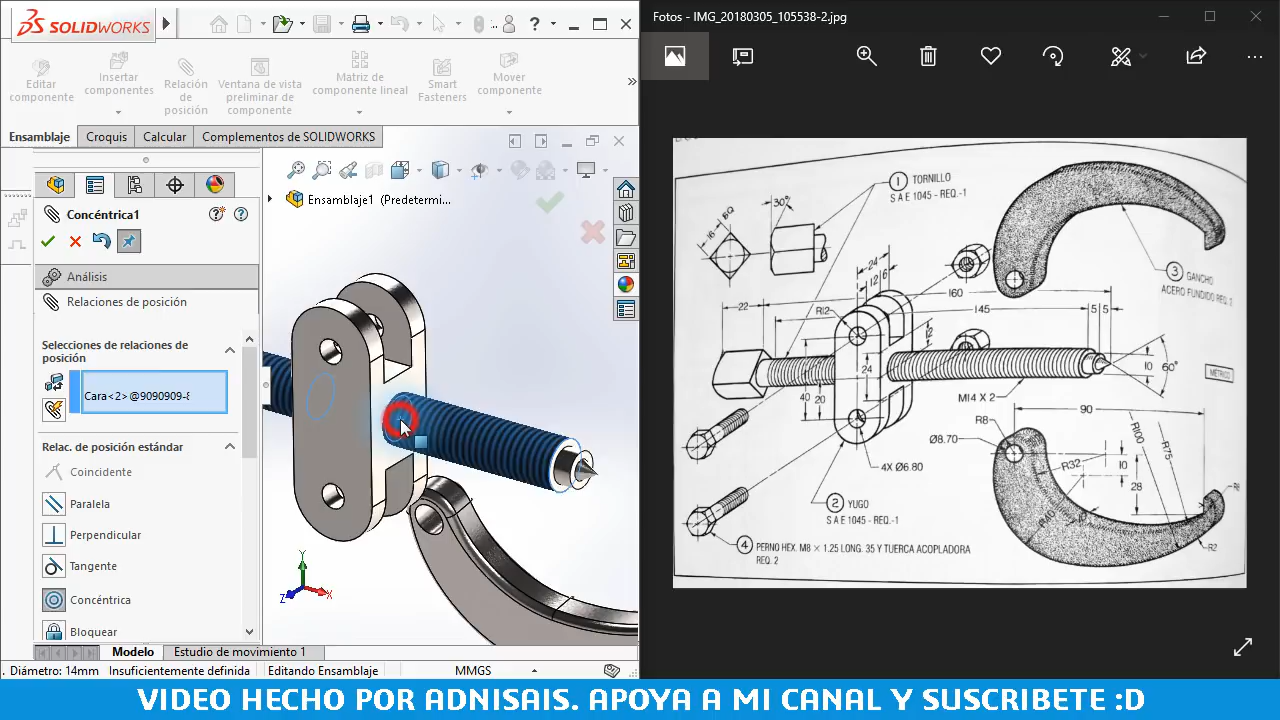 SOLIDWORKS
Editar componente
Insertar componentes
Relación de posición
Ventana de vista preliminar de componente
Matriz de componente lineal
Smart Fasteners
Mover componente
Ensamblaje
Croquis
Calcular
Complementos de SOLIDWORKS
Ensamblaje1 (Predetermi...
Concéntrica1
Análisis
Relaciones de posición
Selecciones de relaciones de posición
Cara<2>@9090909-8
Relac. de posición estándar
Coincidente
Paralela
Perpendicular
Tangente
Concéntrica
Bloquear
Y
Z
X
Modelo
Estudio de movimiento 1
Diámetro: 14mm
Insuficientemente definida
Editando Ensamblaje
MMGS
Fotos - IMG_20180305_105538-2.jpg
1 TORNILLO
S A E 1045 - REQ.-1
16 BQ
30°
24
12 6
160
145
5 5
22
R12
12
3 GANCHO
ACERO FUNDIDO REQ. 2
24
40
20
10
60°
METRICO
M14 X 2
90
R8
Ø8.70
R100
R75
R32
10
28
R40
R2
4X Ø6.80
2 YUGO
S A E 1045 - REQ.-1
4 PERNO HEX. M8 × 1.25 LONG. 35 Y TUERCA ACOPLADORA
REQ. 2
VIDEO HECHO POR ADNISAIS. APOYA A MI CANAL Y SUSCRIBETE :D